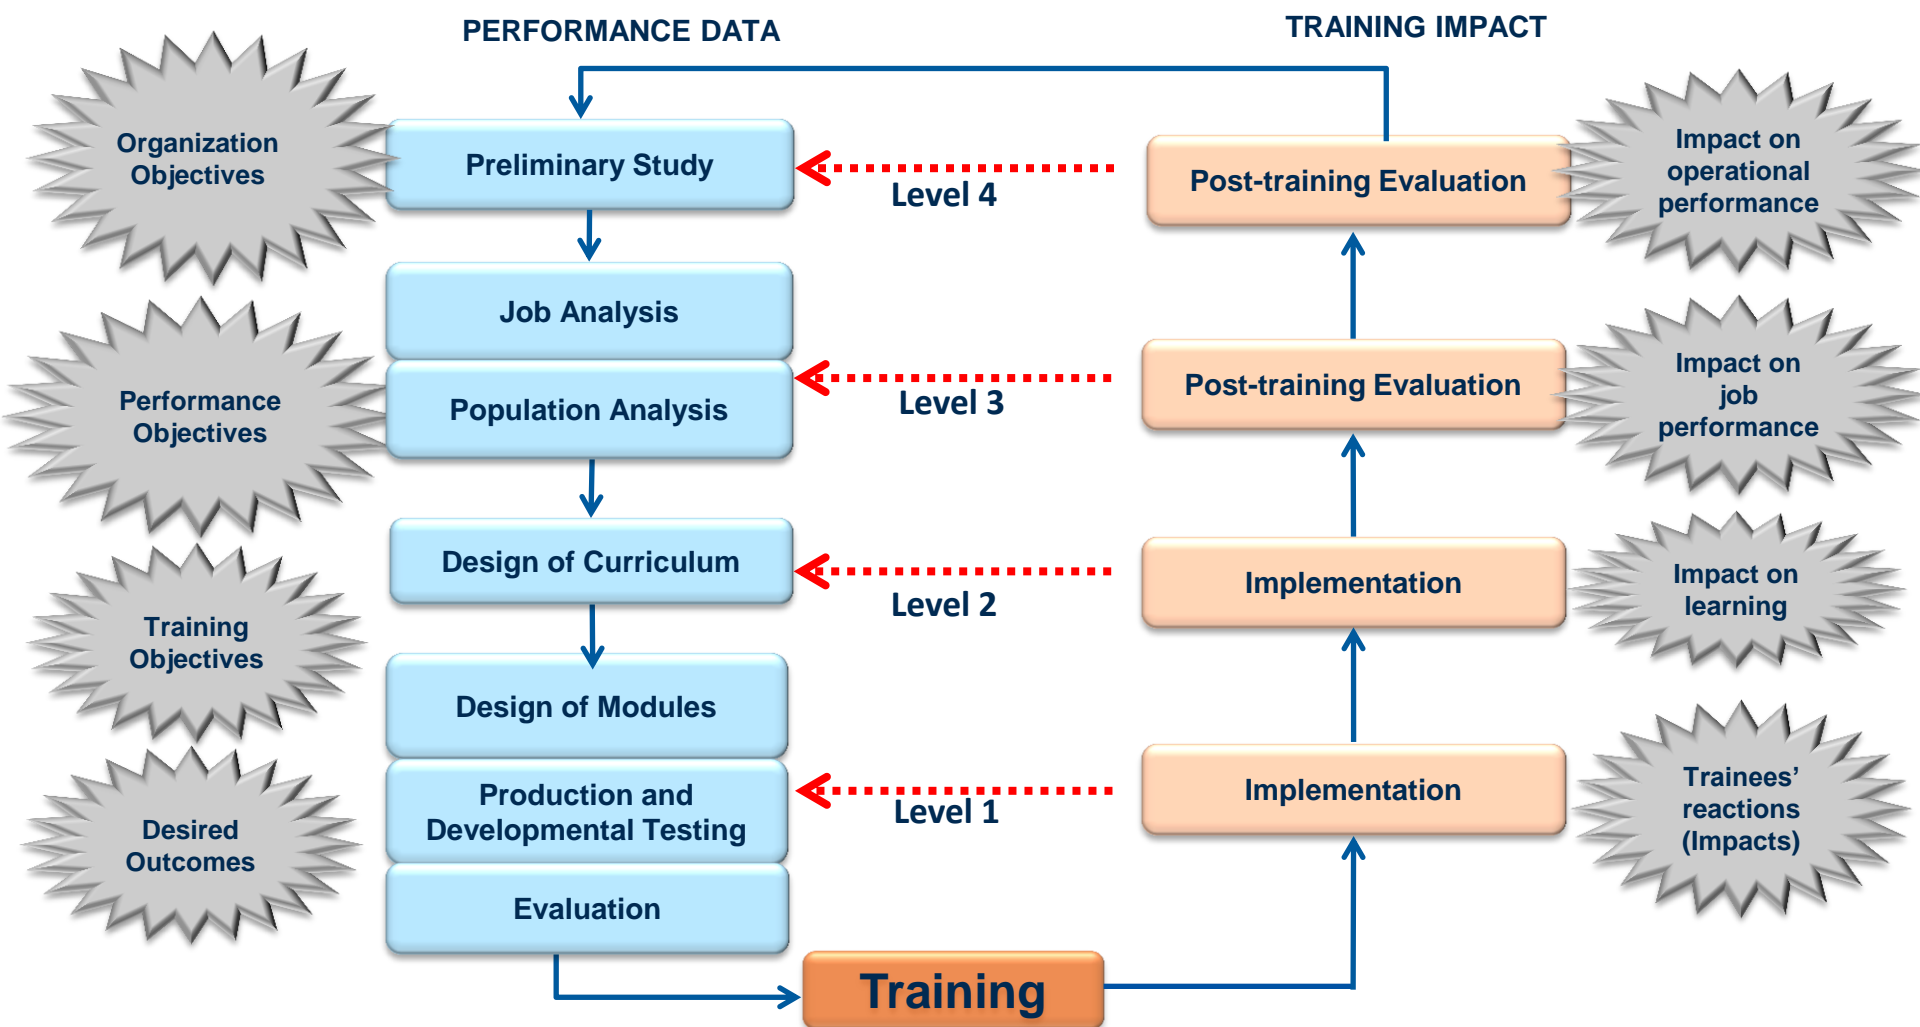 PERFORMANCE DATA
TRAINING IMPACT
Organization
Objectives
Preliminary Study
Level 4
Post-training Evaluation
Impact on
operational
performance
Job Analysis
Performance
Objectives
Population Analysis
Level 3
Post-training Evaluation
Impact on
job
performance
Training
Objectives
Design of Curriculum
Level 2
Implementation
Impact on
learning
Design of Modules
Desired
Outcomes
Production and
Developmental Testing
Level 1
Implementation
Trainees’
reactions
(Impacts)
Evaluation
Training